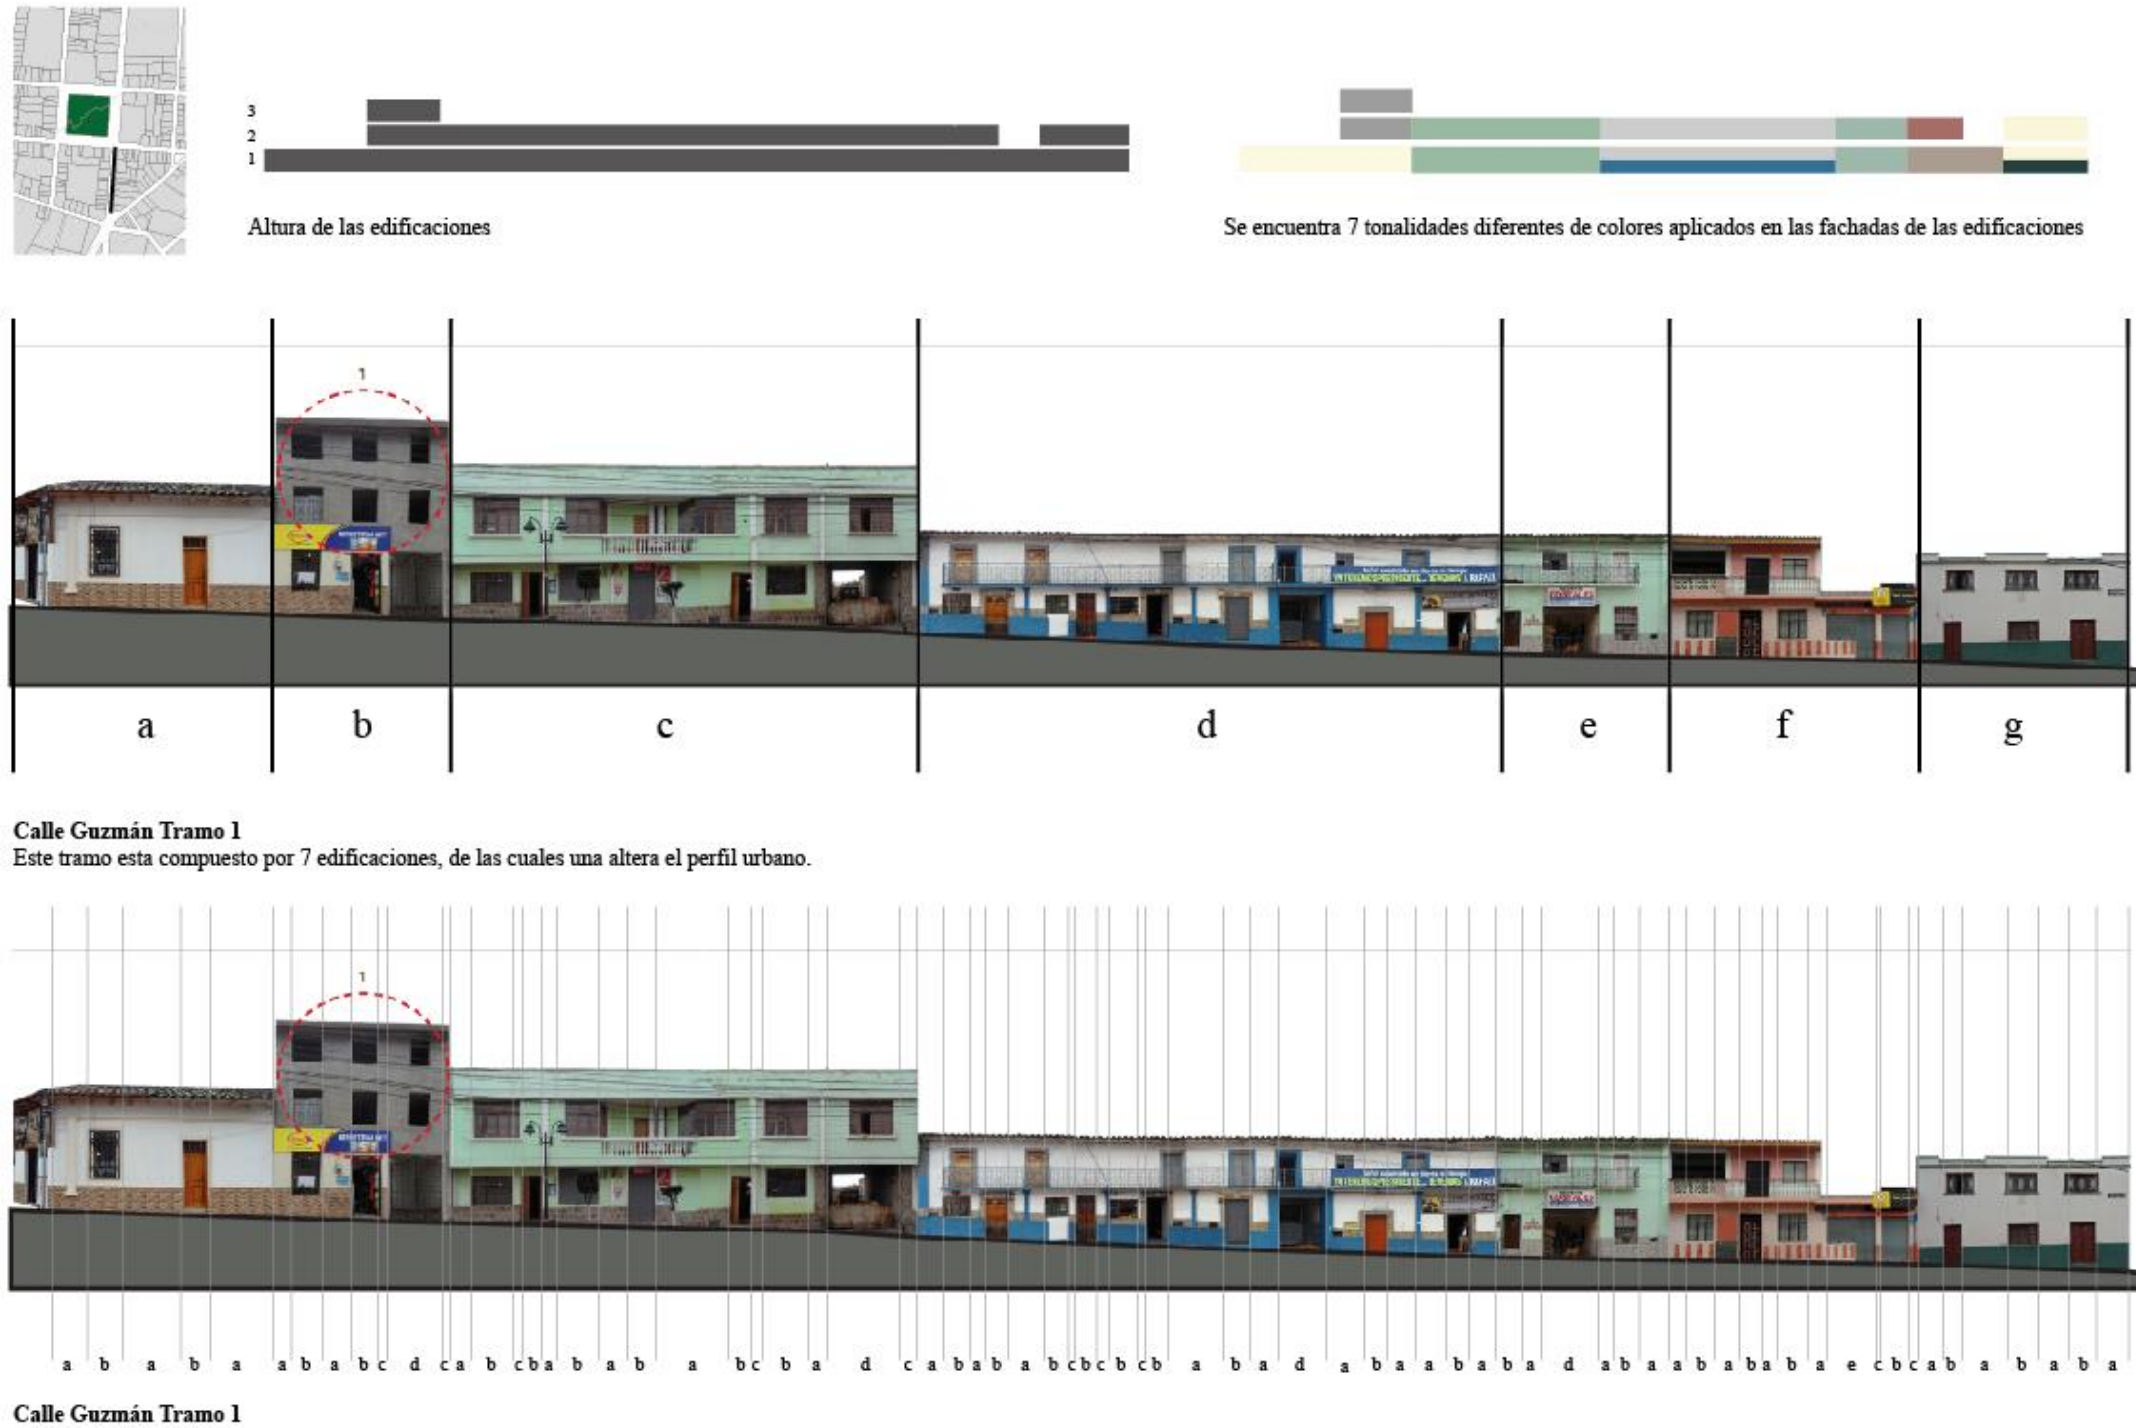 3
2
1
Altura de las edificaciones
Se encuentra 7 tonalidades diferentes de colores aplicados en las fachadas de las edificaciones
1
a b c d e f g
Calle Guzmán Tramo 1
Este tramo esta compuesto por 7 edificaciones, de las cuales una altera el perfil urbano.
1
a b a b a a b a b c d c a b c b a b a b a b c b a d c a b a b a b c b c b c b a b a d a b a a b a b a d a b a a b a b a b a e c b c a b a b a b a
Calle Guzmán Tramo 1